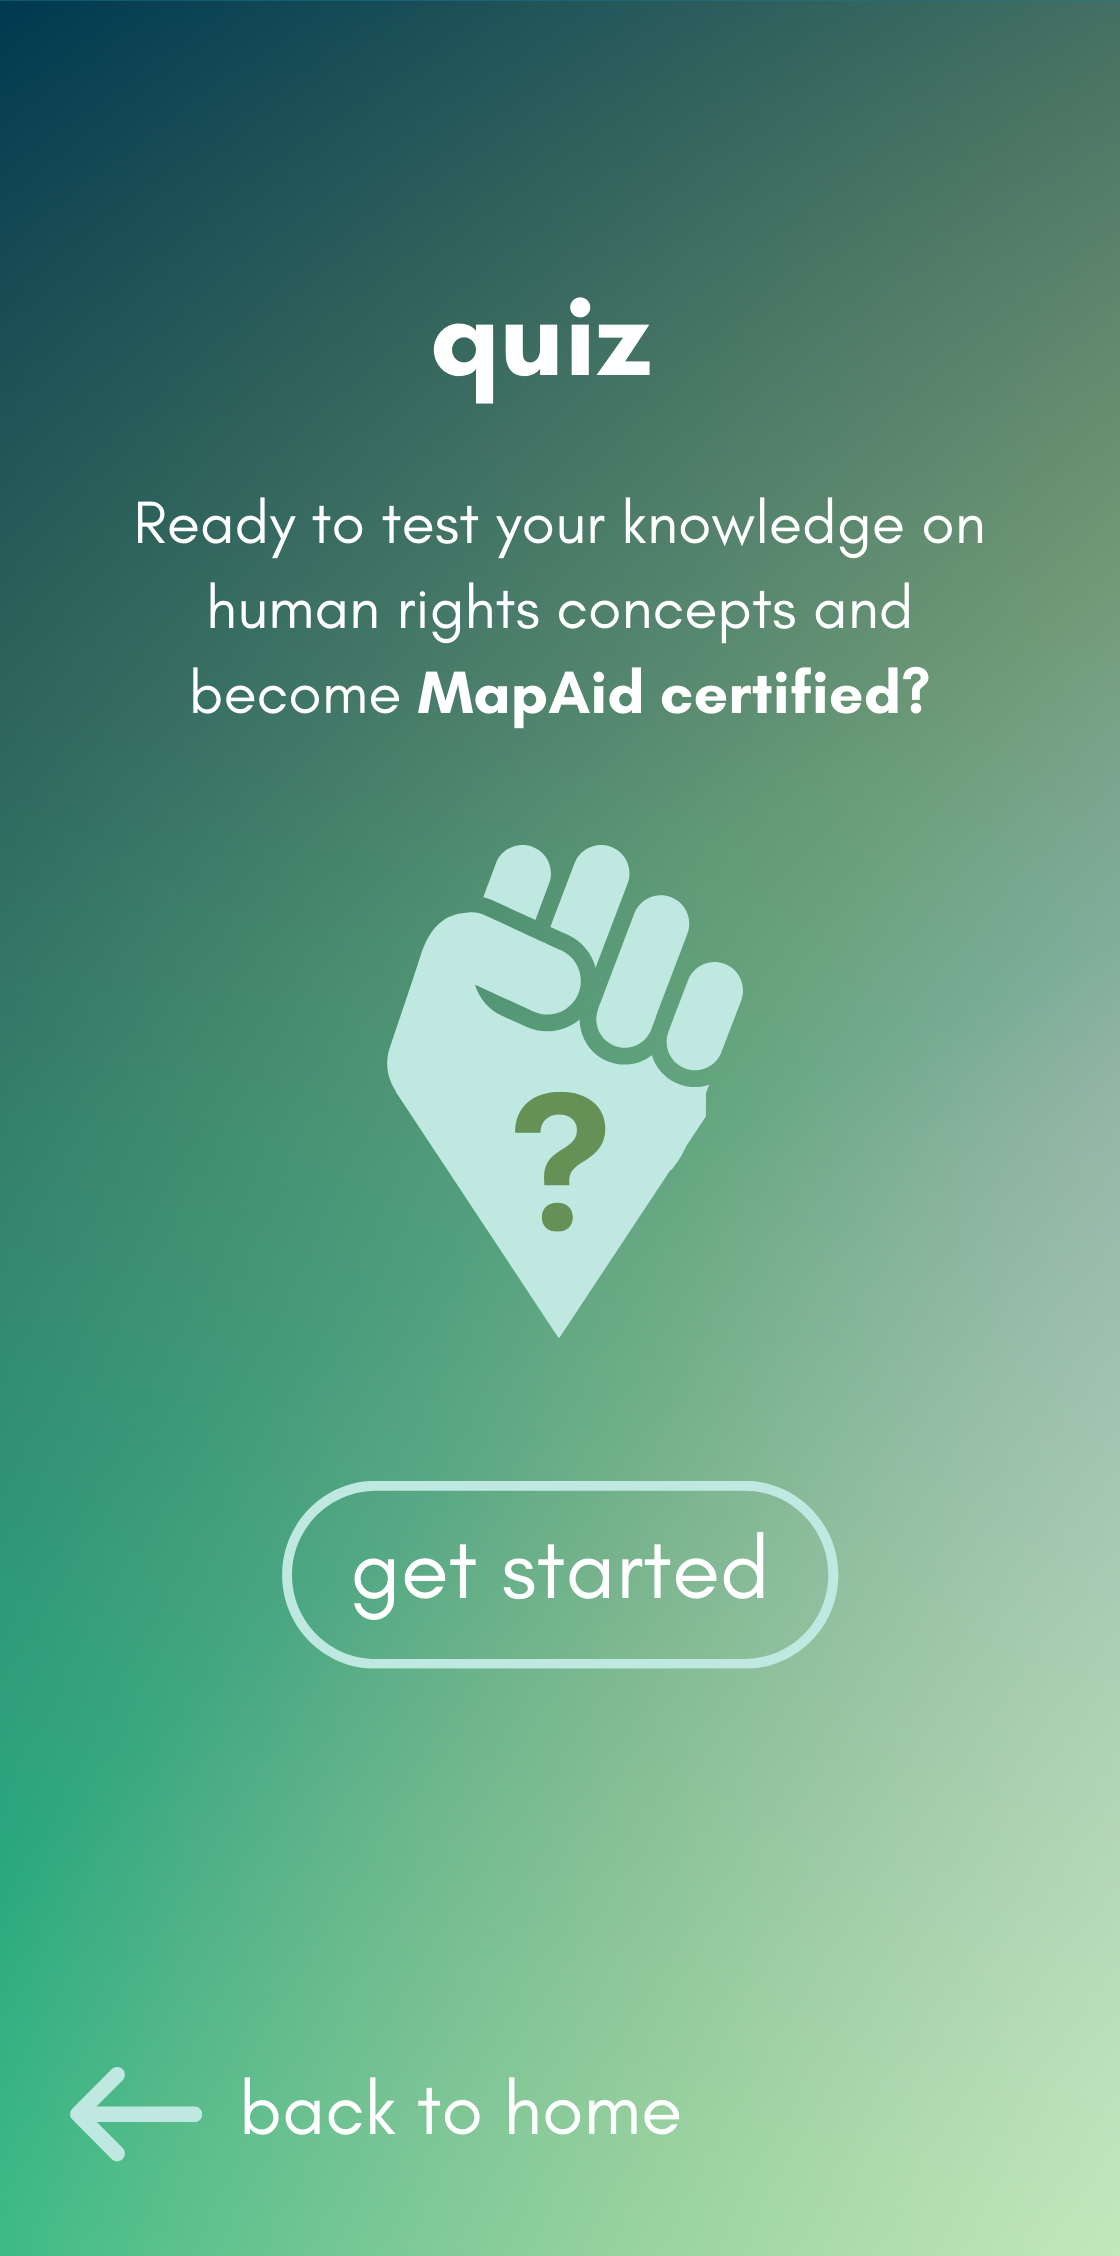 quiz
Ready to test your knowledge on
human rights concepts and
become MapAid certified?
?
get started
back to home